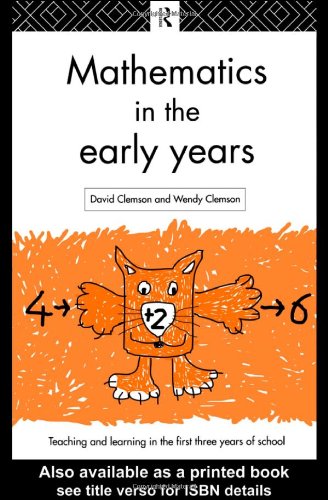 Mathematics
in the
early years
David Clemson and Wendy Clemson
4→ +2 →6
Teaching and learning in the first three years of school
Also available as a printed book
see title verso for ISBN details